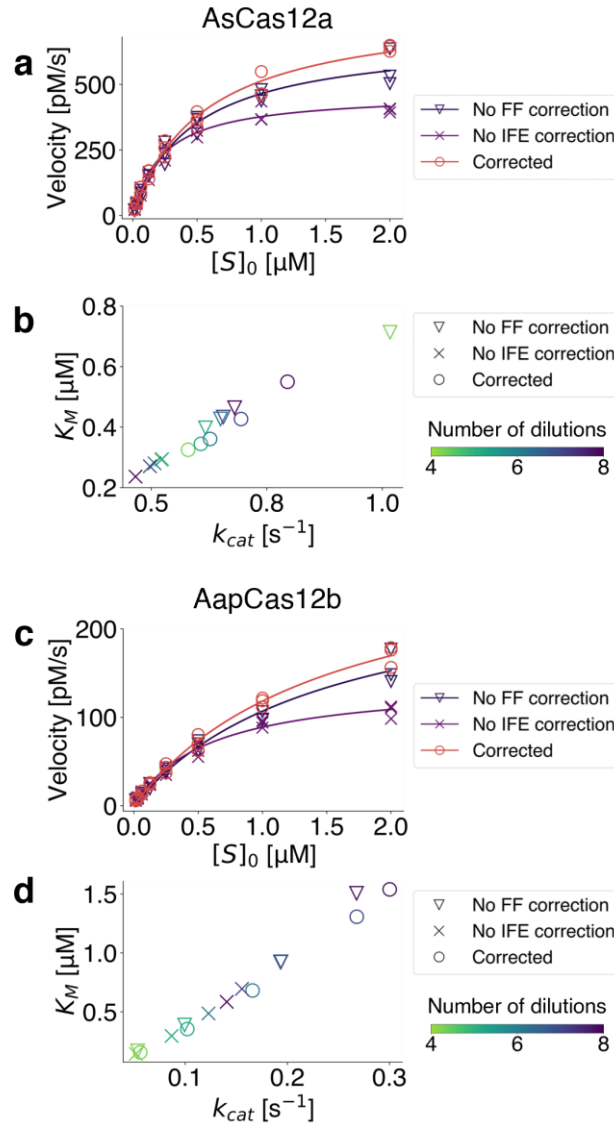 AsCas12a
a
Velocity [pM/s]
500
250
0
0.0 0.5 1.0 1.5 2.0
[S]₀ [µM]
No FF correction
No IFE correction
Corrected
b
K_M [µM]
0.8
0.6
0.4
0.2
0.5 0.8 1.0
k_cat [s⁻¹]
No FF correction
No IFE correction
Corrected
Number of dilutions
4 6 8
AapCas12b
c
Velocity [pM/s]
200
100
0
0.0 0.5 1.0 1.5 2.0
[S]₀ [µM]
No FF correction
No IFE correction
Corrected
d
K_M [µM]
1.5
1.0
0.5
0.1 0.2 0.3
k_cat [s⁻¹]
No FF correction
No IFE correction
Corrected
Number of dilutions
4 6 8